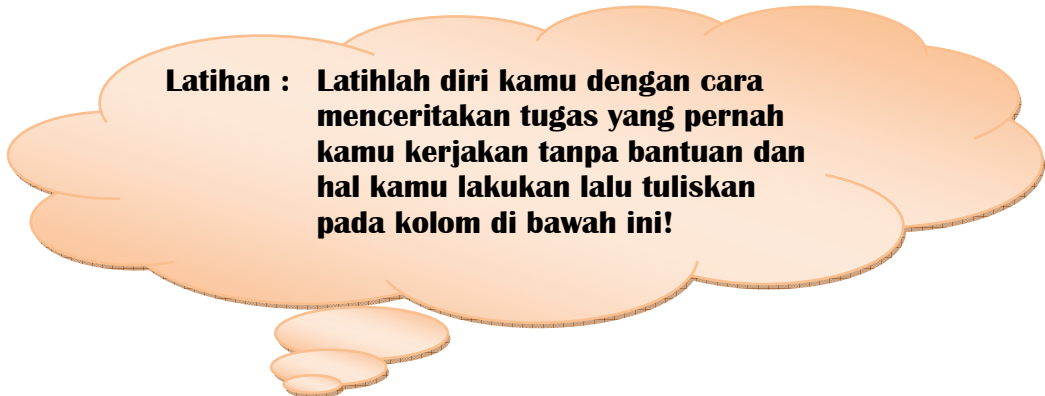 Latihan : Latihlah diri kamu dengan cara
menceritakan tugas yang pernah
kamu kerjakan tanpa bantuan dan
hal kamu lakukan lalu tuliskan
pada kolom di bawah ini!